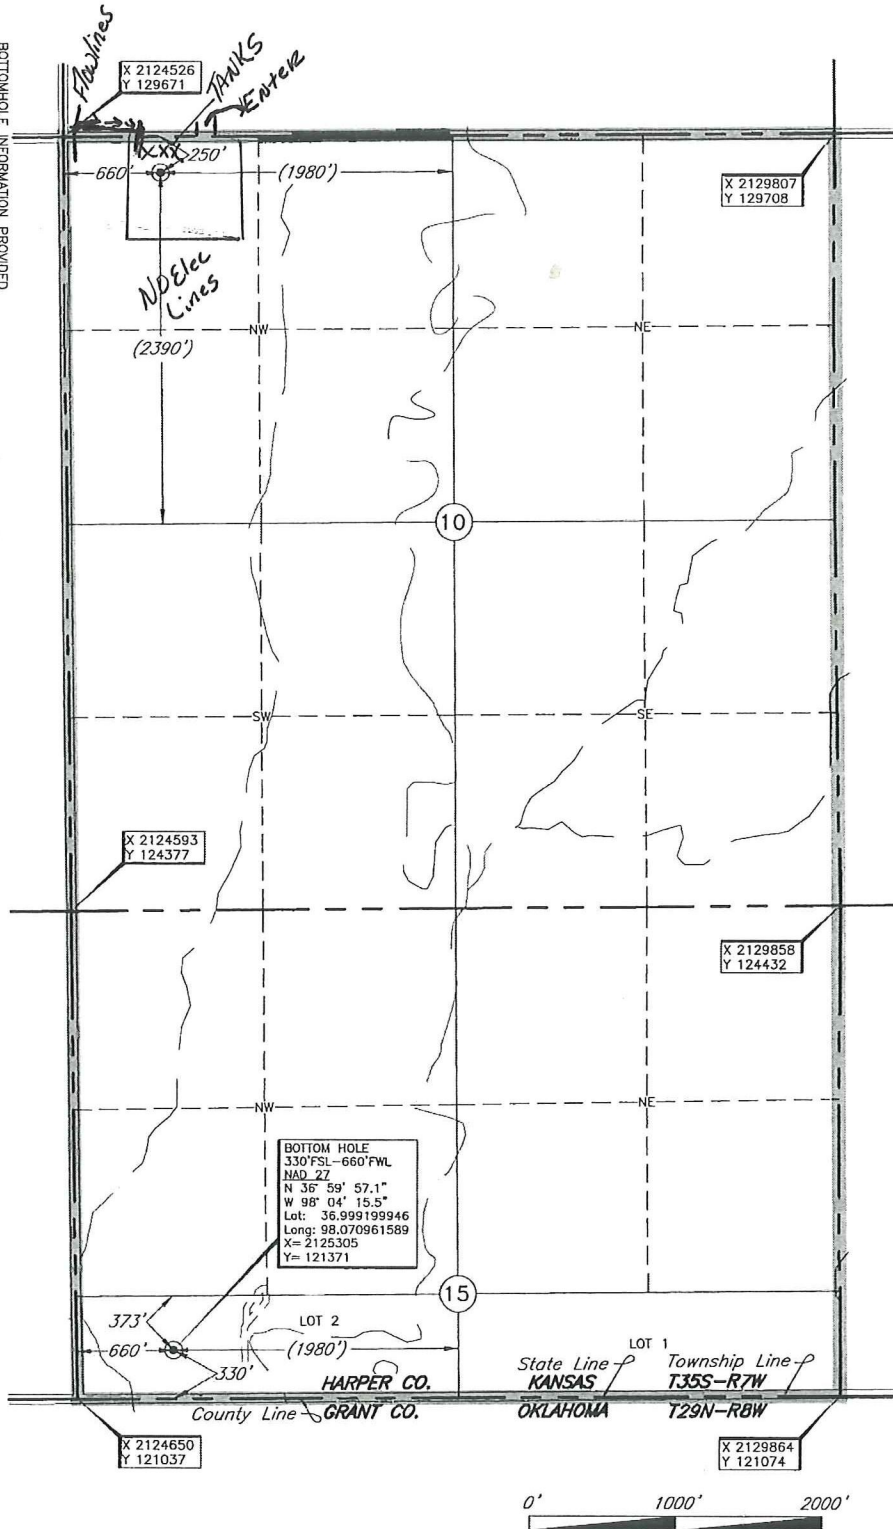 BOTTOMHOLE INFORMATION PROVIDED
Flowlines
X 2124526
Y 129671
TANKS
Enter
XXX
250'
660'
(1980')
X 2129807
Y 129708
No Elec
Lines
NW
NE
(2390')
10
SW
SE
X 2124593
Y 124377
X 2129858
Y 124432
NW
NE
BOTTOM HOLE
330'FSL-660'FWL
NAD 27
N 36° 59' 57.1"
W 98° 04' 15.5"
Lat: 36.999199946
Long: 98.070961589
X= 2125305
Y= 121371
15
373'
LOT 2
LOT 1
660'
(1980')
330'
HARPER CO.
State Line
KANSAS
Township Line
T35S-R7W
County Line
GRANT CO.
OKLAHOMA
T29N-R8W
X 2124650
Y 121037
X 2129864
Y 121074
0' 1000' 2000'